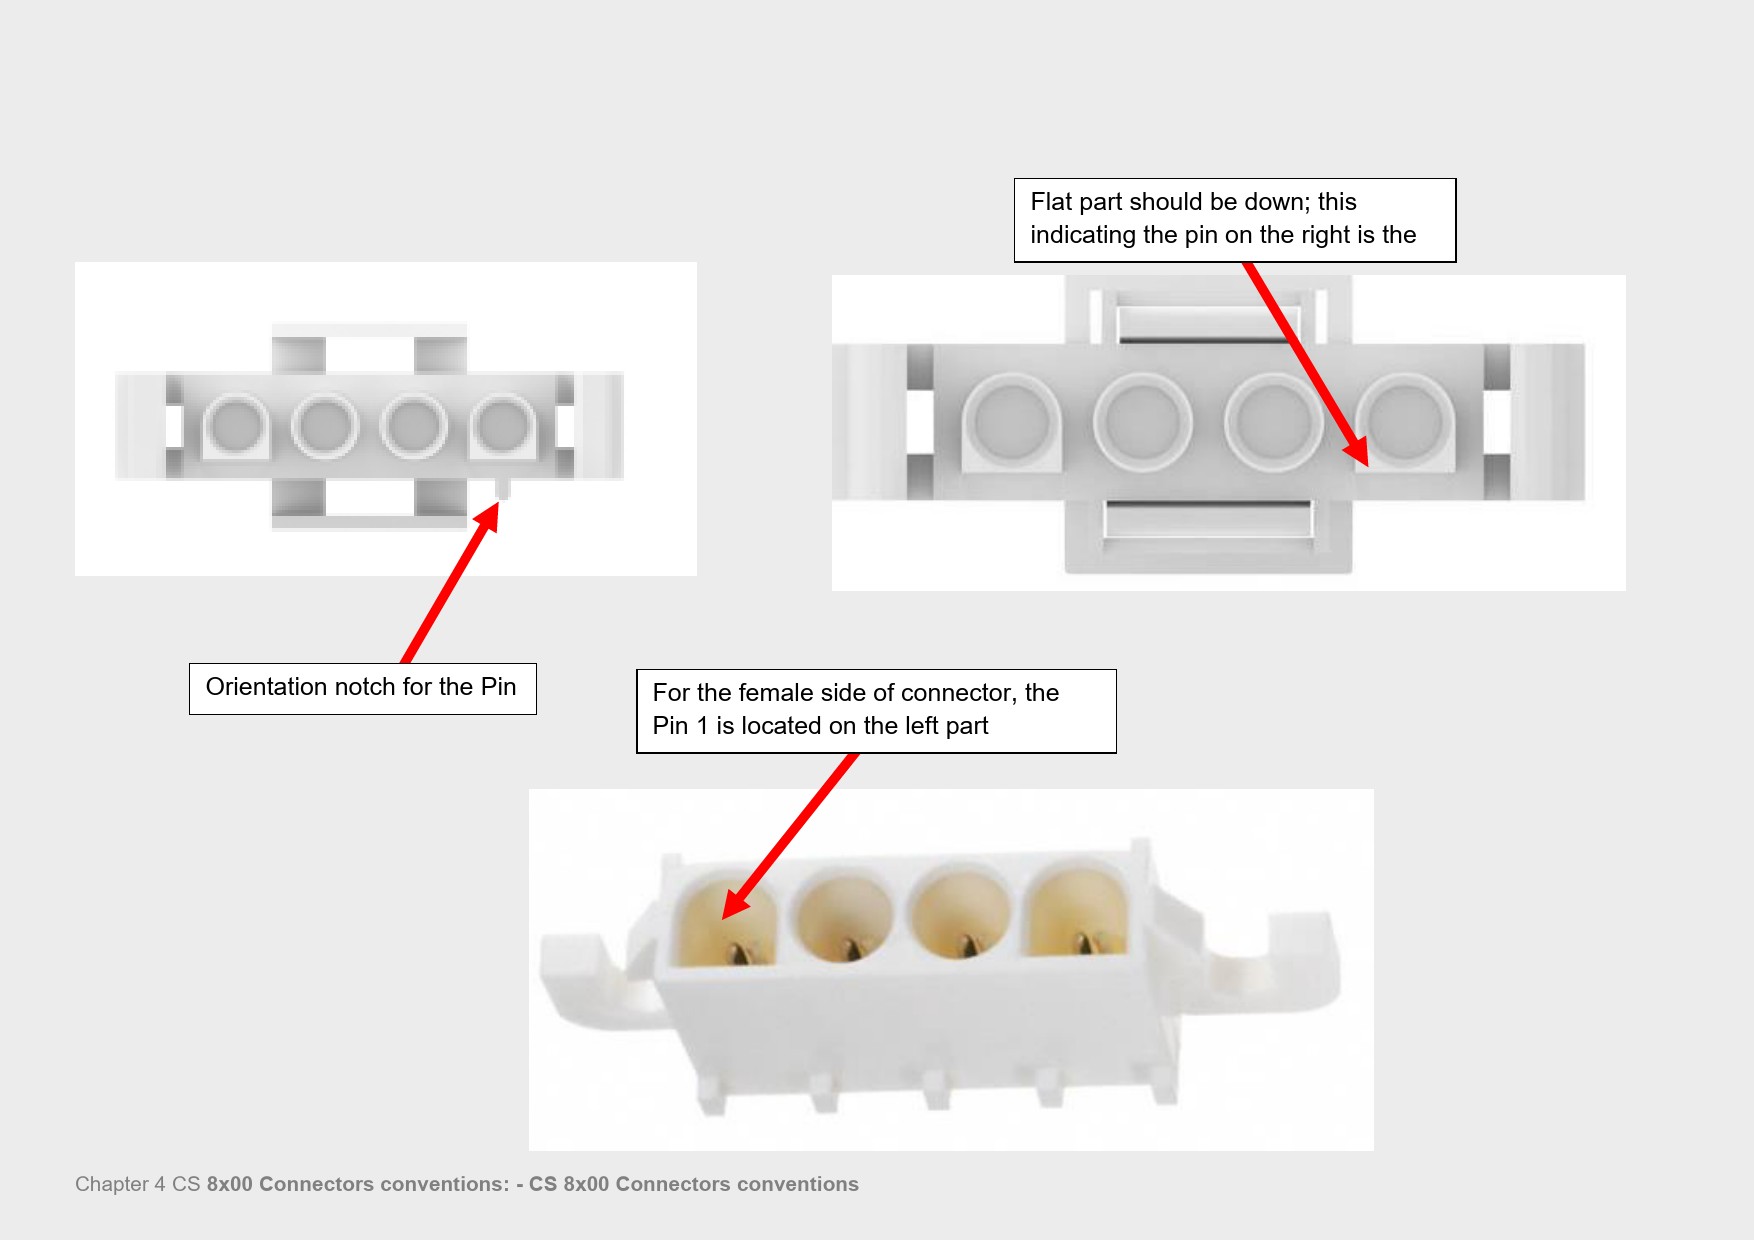 Flat part should be down; this
indicating the pin on the right is the
Orientation notch for the Pin
For the female side of connector, the
Pin 1 is located on the left part
Chapter 4 CS 8x00 Connectors conventions: - CS 8x00 Connectors conventions